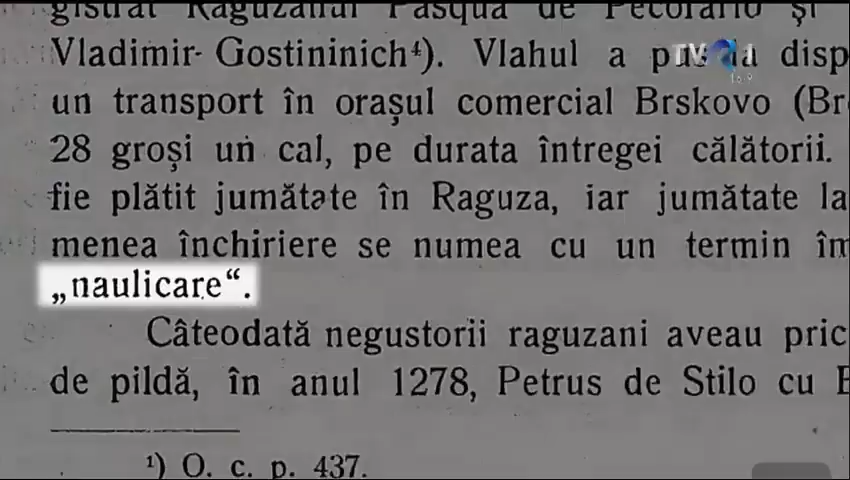 gistrat Raguzanul Pasqua de Pecorario și
Vladimir Gostininich⁴). Vlahul a pus la disp
un transport în orașul comercial Brskovo (Br
28 groși un cal, pe durata întregei călătorii.
fie plătit jumătate în Raguza, iar jumătate la
menea închiriere se numea cu un termin îm
„naulicare“.
Câteodată negustorii raguzani aveau pric
de pildă, în anul 1278, Petrus de Stilo cu
¹) O. c. p. 437.
TVR 1